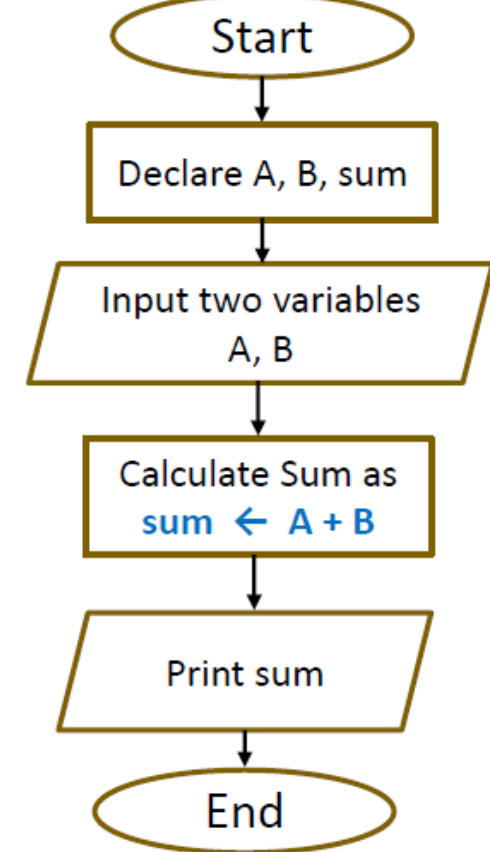 Start
Declare A, B, sum
Input two variables
A, B
Calculate Sum as
sum ← A + B
Print sum
End